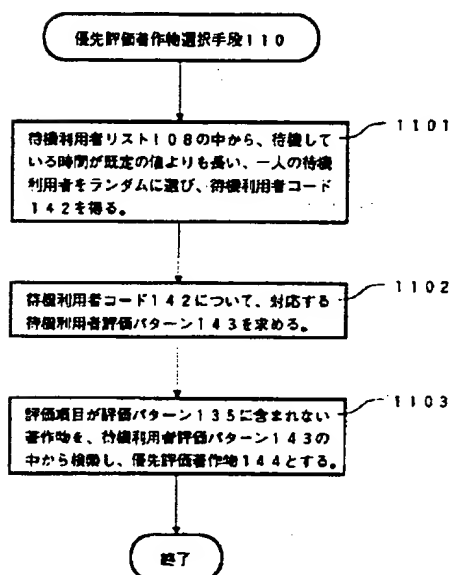 優先評価著作物選択手段110
1101
待機利用者リスト108の中から、待機して
いる時間が既定の値よりも長い、一人の待機
利用者をランダムに選び、待機利用者コード
142を得る。
1102
待機利用者コード142について、対応する
待機利用者評価パターン143を求める。
1103
評価項目が評価パターン135に含まれない
著作物を、待機利用者評価パターン143の
中から検索し、優先評価著作物144とする。
終了